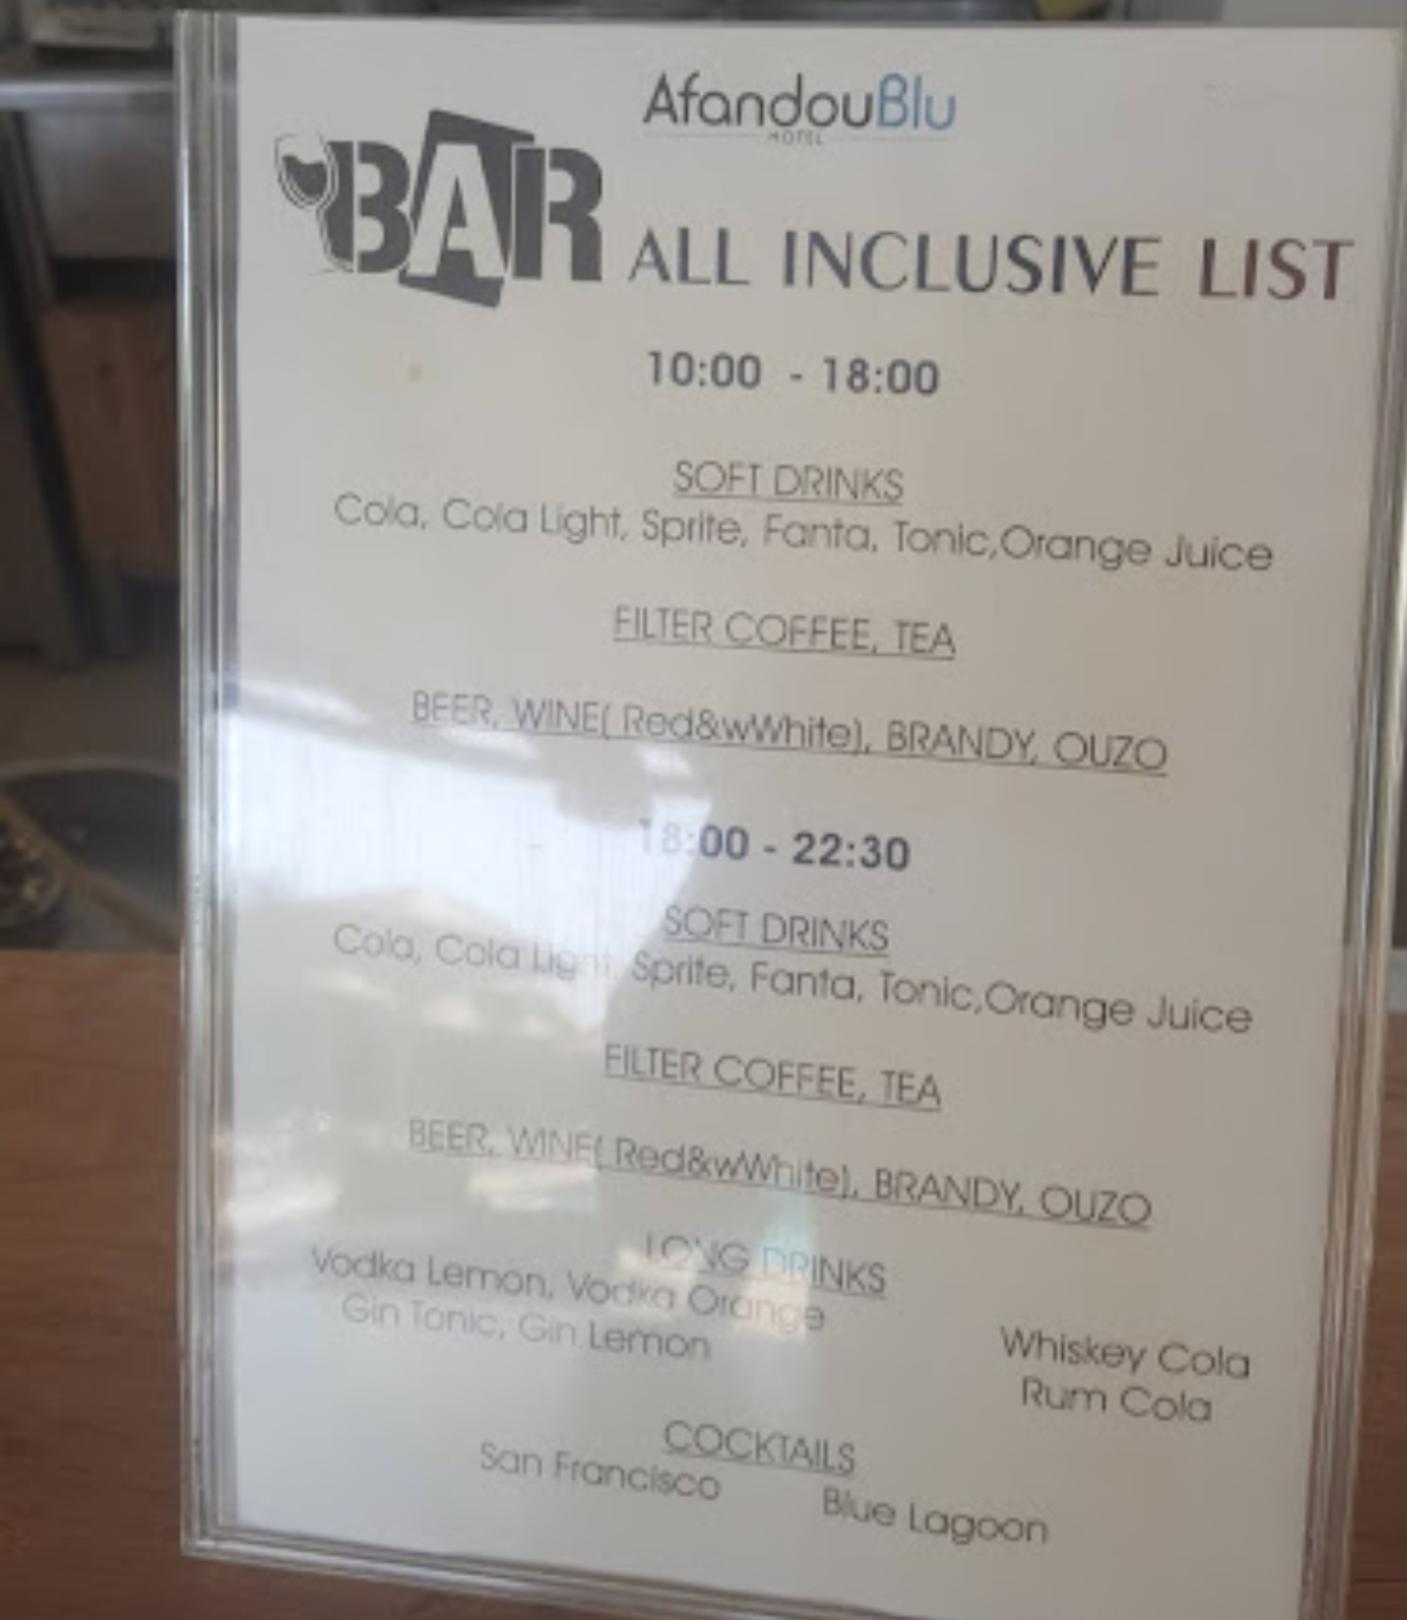 AfandouBlu
HOTEL
BAR ALL INCLUSIVE LIST
10:00 - 18:00
SOFT DRINKS
Cola, Cola Light, Sprite, Fanta, Tonic,Orange Juice
FILTER COFFEE, TEA
BEER, WINE( Red&wWhite), BRANDY, OUZO
18:00 - 22:30
SOFT DRINKS
Cola, Cola Light, Sprite, Fanta, Tonic,Orange Juice
FILTER COFFEE, TEA
BEER, WINE( Red&wWhite), BRANDY, OUZO
LONG DRINKS
Vodka Lemon, Vodka Orange
Gin Tonic, Gin Lemon
Whiskey Cola
Rum Cola
COCKTAILS
San Francisco Blue Lagoon